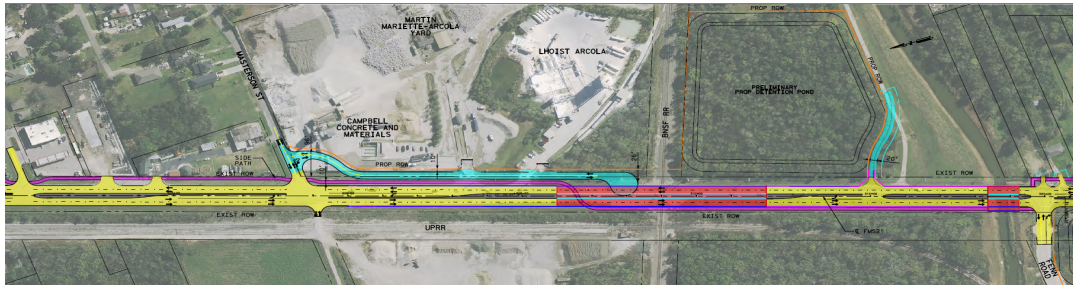 MARTIN
MARIETTE-ARCOLA
YARD
PROP ROW
MASTERSON ST
LHOIST ARCOLA
BNSF RR
PROP ROW
PRELIMINARY
PROP DETENTION POND
CAMPBELL
CONCRETE AND
MATERIALS
SIDE
PATH
EXIST ROW
PROP ROW
20'
EXIST ROW
EXIST ROW
EXIST ROW
UPRR
FENN
ROAD